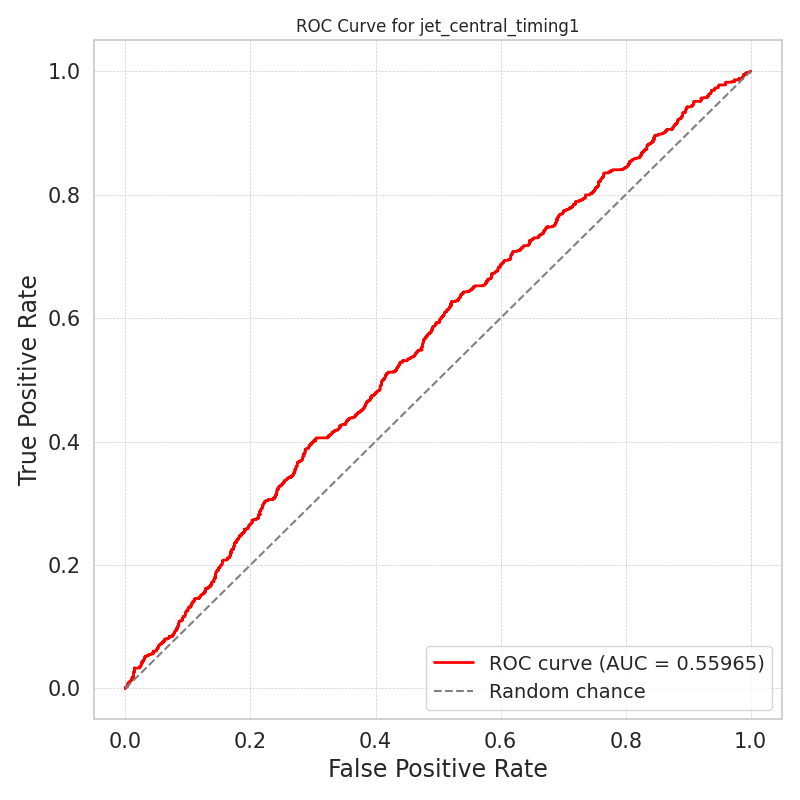 ROC Curve for jet_central_timing1
True Positive Rate
1.0
0.8
0.6
0.4
0.2
0.0
ROC curve (AUC = 0.55965)
Random chance
0.0 0.2 0.4 0.6 0.8 1.0
False Positive Rate